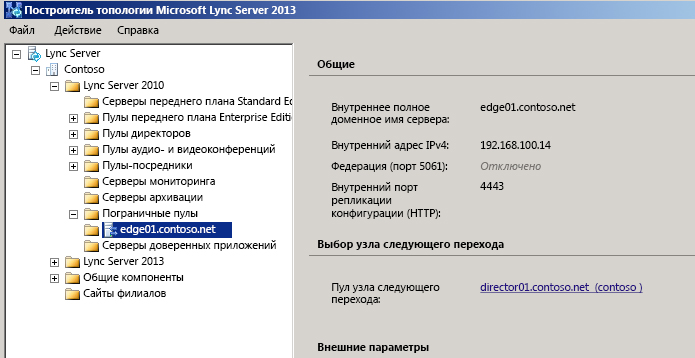 Построитель топологии Microsoft Lync Server 2013
Файл Действие Справка
Lync Server
Contoso
Lync Server 2010
Серверы переднего плана Standard Ed
Пулы переднего плана Enterprise Editio
Пулы директоров
Пулы аудио- и видеоконференций
Пулы-посредники
Серверы мониторинга
Серверы архивации
Пограничные пулы
edge01.contoso.net
Серверы доверенных приложений
Lync Server 2013
Общие компоненты
Сайты филиалов
Общие
Внутреннее полное
доменное имя сервера:
edge01.contoso.net
Внутренний адрес IPv4:
192.168.100.14
Федерация (порт 5061):
Отключено
Внутренний порт
репликации
конфигурации (HTTP):
4443
Выбор узла следующего перехода
Пул узла следующего
перехода:
director01.contoso.net (contoso )
Внешние параметры